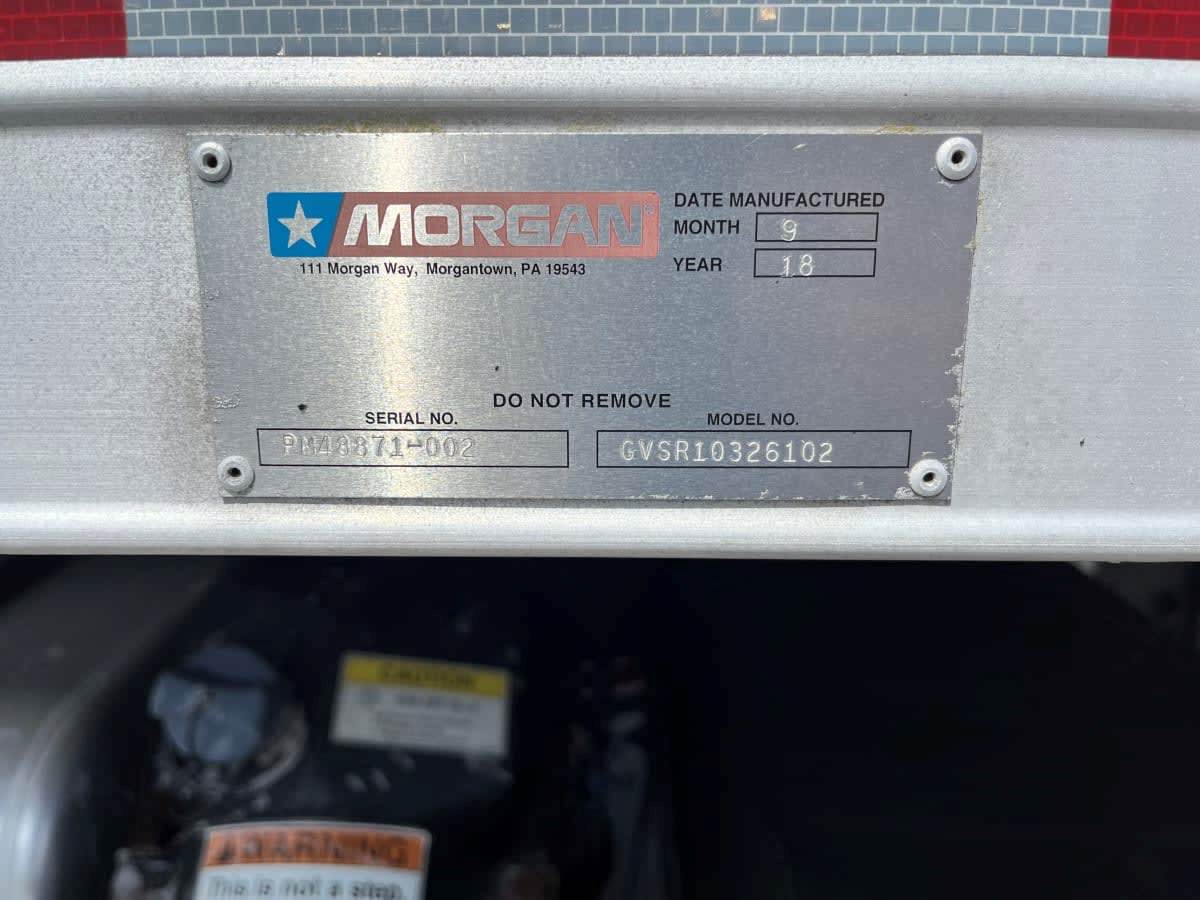 MORGAN®
111 Morgan Way, Morgantown, PA 19543
DATE MANUFACTURED
MONTH 9
YEAR 18
DO NOT REMOVE
SERIAL NO. MODEL NO.
PN48871-002 GVSR10326102
CAUTION
WARNING
This is not a step.